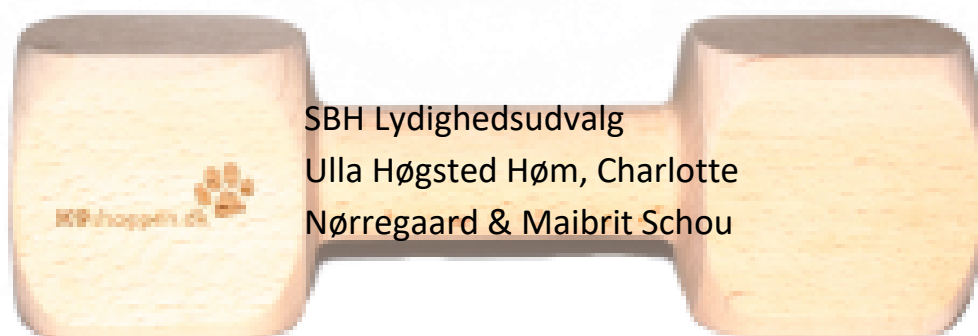 SBH Lydighedsudvalg
Ulla Høgsted Høm, Charlotte
Nørregaard & Maibrit Schou